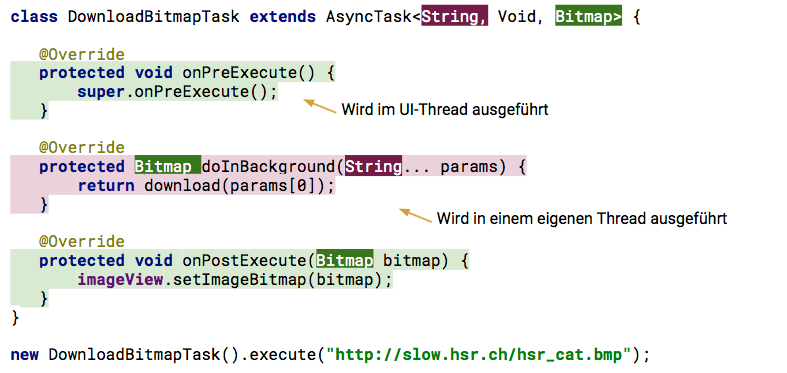 class DownloadBitmapTask extends AsyncTask<String, Void, Bitmap> {
@Override
protected void onPreExecute() {
super.onPreExecute();
}
Wird im UI-Thread ausgeführt
@Override
protected Bitmap doInBackground(String... params) {
return download(params[0]);
}
Wird in einem eigenen Thread ausgeführt
@Override
protected void onPostExecute(Bitmap bitmap) {
imageView.setImageBitmap(bitmap);
}
}
new DownloadBitmapTask().execute("http://slow.hsr.ch/hsr_cat.bmp");